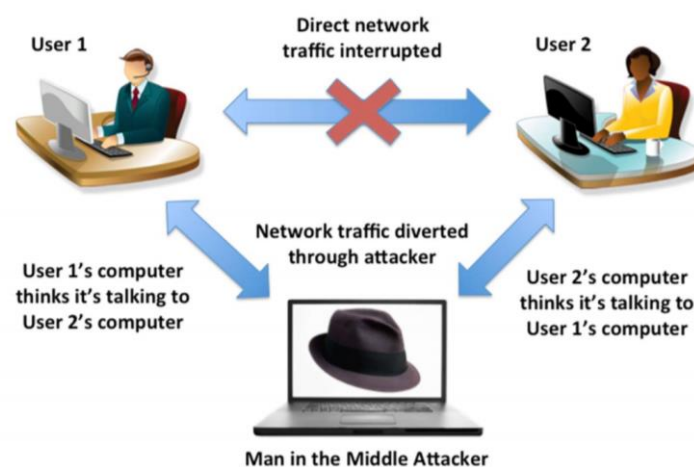 User 1
Direct network
traffic interrupted
User 2
Network traffic diverted
through attacker
User 1's computer
thinks it's talking to
User 2's computer
User 2's computer
thinks it's talking to
User 1's computer
Man in the Middle Attacker